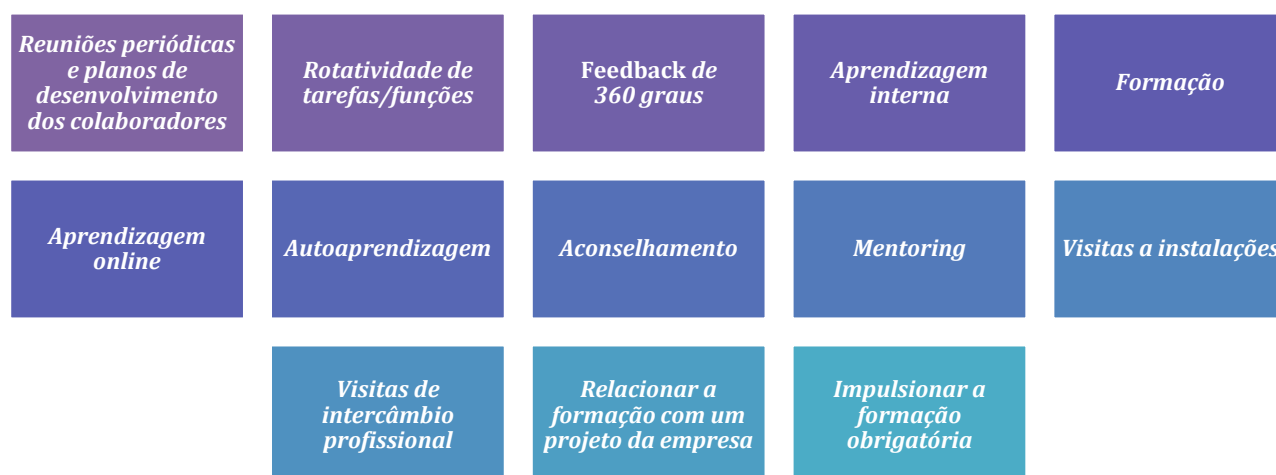 Reuniões periódicas
e planos de
desenvolvimento
dos colaboradores
Rotatividade de
tarefas/funções
Feedback de
360 graus
Aprendizagem
interna
Formação
Aprendizagem
online
Autoaprendizagem
Aconselhamento
Mentoring
Visitas a instalações
Visitas de
intercâmbio
profissional
Relacionar a
formação com um
projeto da empresa
Impulsionar a
formação
obrigatória